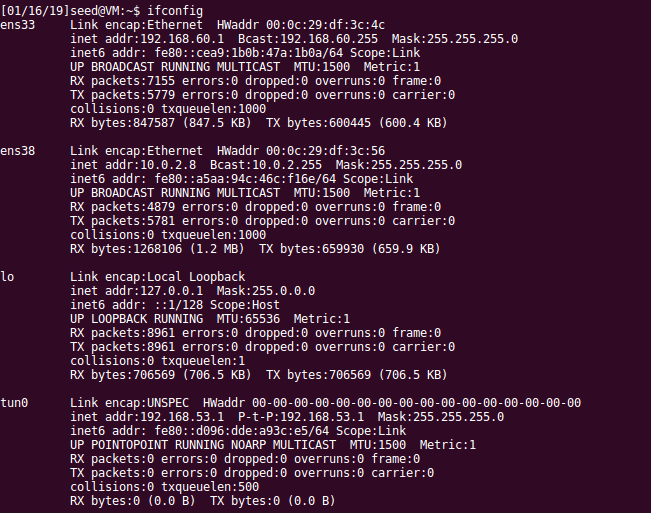 [01/16/19]seed@VM:~$ ifconfig
ens33     Link encap:Ethernet  HWaddr 00:0c:29:df:3c:4c
          inet addr:192.168.60.1  Bcast:192.168.60.255  Mask:255.255.255.0
          inet6 addr: fe80::cea9:1b0b:47a:1b0a/64 Scope:Link
          UP BROADCAST RUNNING MULTICAST  MTU:1500  Metric:1
          RX packets:7155 errors:0 dropped:0 overruns:0 frame:0
          TX packets:5779 errors:0 dropped:0 overruns:0 carrier:0
          collisions:0 txqueuelen:1000
          RX bytes:847587 (847.5 KB)  TX bytes:600445 (600.4 KB)
ens38     Link encap:Ethernet  HWaddr 00:0c:29:df:3c:56
          inet addr:10.0.2.8  Bcast:10.0.2.255  Mask:255.255.255.0
          inet6 addr: fe80::a5aa:94c:46c:f16e/64 Scope:Link
          UP BROADCAST RUNNING MULTICAST  MTU:1500  Metric:1
          RX packets:4879 errors:0 dropped:0 overruns:0 frame:0
          TX packets:5781 errors:0 dropped:0 overruns:0 carrier:0
          collisions:0 txqueuelen:1000
          RX bytes:1268106 (1.2 MB)  TX bytes:659930 (659.9 KB)
lo        Link encap:Local Loopback
          inet addr:127.0.0.1  Mask:255.0.0.0
          inet6 addr: ::1/128 Scope:Host
          UP LOOPBACK RUNNING  MTU:65536  Metric:1
          RX packets:8961 errors:0 dropped:0 overruns:0 frame:0
          TX packets:8961 errors:0 dropped:0 overruns:0 carrier:0
          collisions:0 txqueuelen:1
          RX bytes:706569 (706.5 KB)  TX bytes:706569 (706.5 KB)
tun0      Link encap:UNSPEC  HWaddr 00-00-00-00-00-00-00-00-00-00-00-00-00-00-00-00
          inet addr:192.168.53.1  P-t-P:192.168.53.1  Mask:255.255.255.0
          inet6 addr: fe80::d096:dde:a93c:e5/64 Scope:Link
          UP POINTOPOINT RUNNING NOARP MULTICAST  MTU:1500  Metric:1
          RX packets:0 errors:0 dropped:0 overruns:0 frame:0
          TX packets:0 errors:0 dropped:0 overruns:0 carrier:0
          collisions:0 txqueuelen:500
          RX bytes:0 (0.0 B)  TX bytes:0 (0.0 B)